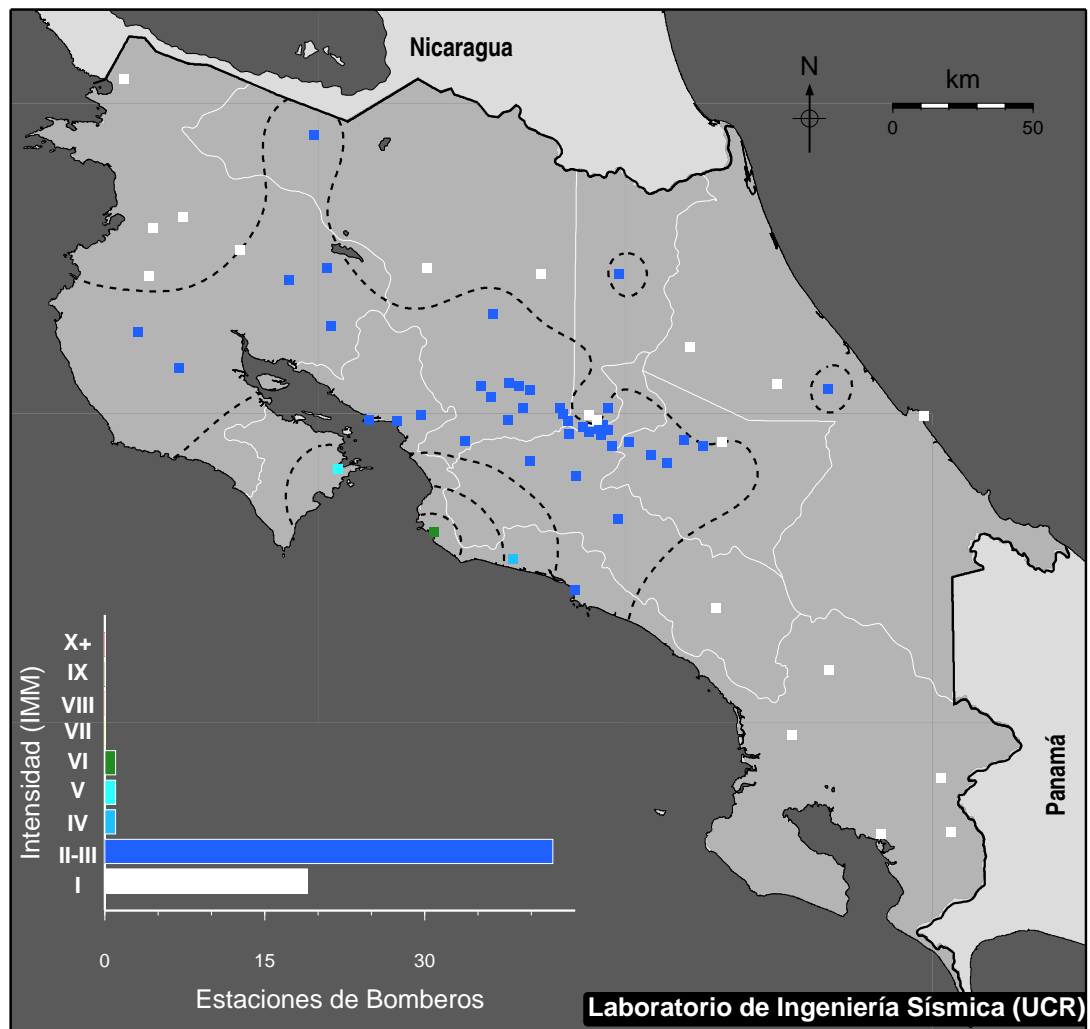 Nicaragua
N
km
0 50
Panamá
Intensidad (IMM)
X+
IX
VIII
VII
VI
V
IV
II-III
I
0 15 30
Estaciones de Bomberos
Laboratorio de Ingeniería Sísmica (UCR)